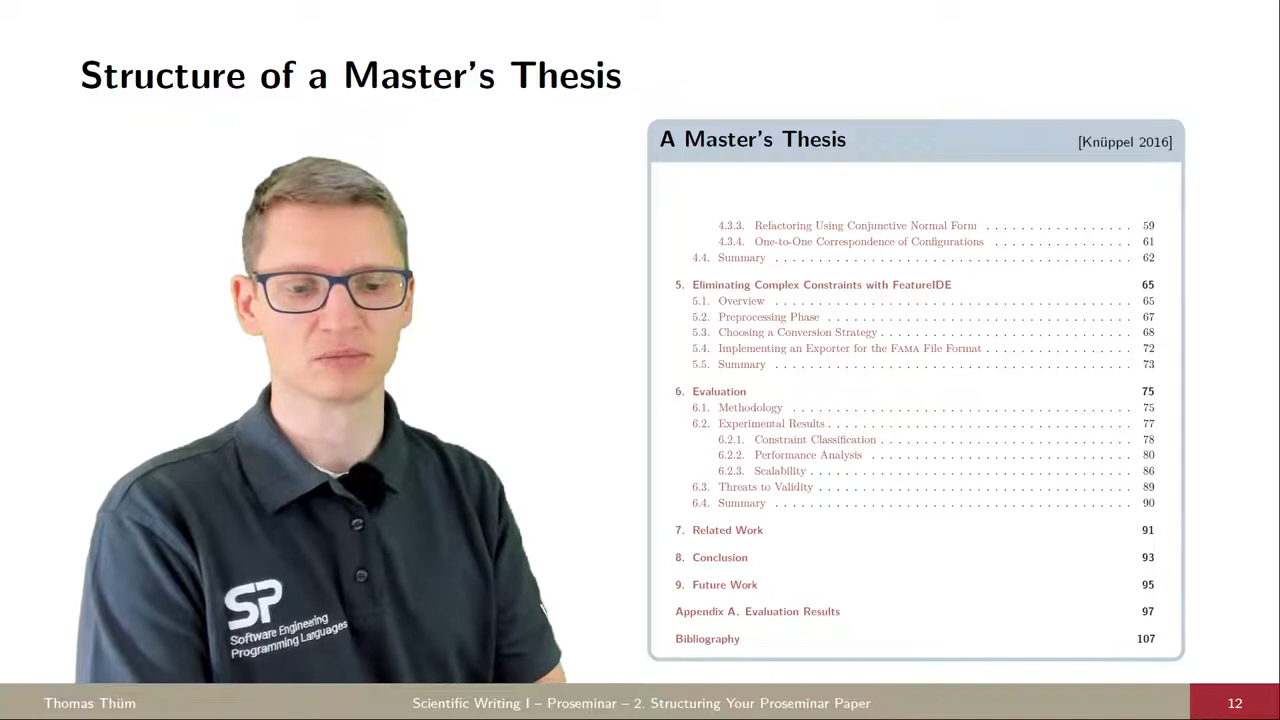 Structure of a Master's Thesis
A Master's Thesis [Knüppel 2016]
4.3.3. Refactoring Using Conjunctive Normal Form . . . . . . . . . . . . . . . . . 59
4.3.4. One-to-One Correspondence of Configurations . . . . . . . . . . . . . . . . 61
4.4. Summary . . . . . . . . . . . . . . . . . . . . . . . . . . . . . . . . . . . . . . . . 62
5. Eliminating Complex Constraints with FeatureIDE 65
5.1. Overview . . . . . . . . . . . . . . . . . . . . . . . . . . . . . . . . . . . . . . . . 65
5.2. Preprocessing Phase . . . . . . . . . . . . . . . . . . . . . . . . . . . . . . . . . . . 67
5.3. Choosing a Conversion Strategy . . . . . . . . . . . . . . . . . . . . . . . . . . . . 68
5.4. Implementing an Exporter for the FAMA File Format . . . . . . . . . . . . . . . . . 72
5.5. Summary . . . . . . . . . . . . . . . . . . . . . . . . . . . . . . . . . . . . . . . . 73
6. Evaluation 75
6.1. Methodology . . . . . . . . . . . . . . . . . . . . . . . . . . . . . . . . . . . . . . 75
6.2. Experimental Results . . . . . . . . . . . . . . . . . . . . . . . . . . . . . . . . . . 77
6.2.1. Constraint Classification . . . . . . . . . . . . . . . . . . . . . . . . . . . . 78
6.2.2. Performance Analysis . . . . . . . . . . . . . . . . . . . . . . . . . . . . . 80
6.2.3. Scalability . . . . . . . . . . . . . . . . . . . . . . . . . . . . . . . . . . . 86
6.3. Threats to Validity . . . . . . . . . . . . . . . . . . . . . . . . . . . . . . . . . . . 89
6.4. Summary . . . . . . . . . . . . . . . . . . . . . . . . . . . . . . . . . . . . . . . . 90
7. Related Work 91
8. Conclusion 93
9. Future Work 95
Appendix A. Evaluation Results 97
Bibliography 107
SP
Software Engineering
Programming Languages
Thomas Thüm Scientific Writing I – Proseminar – 2. Structuring Your Proseminar Paper 12